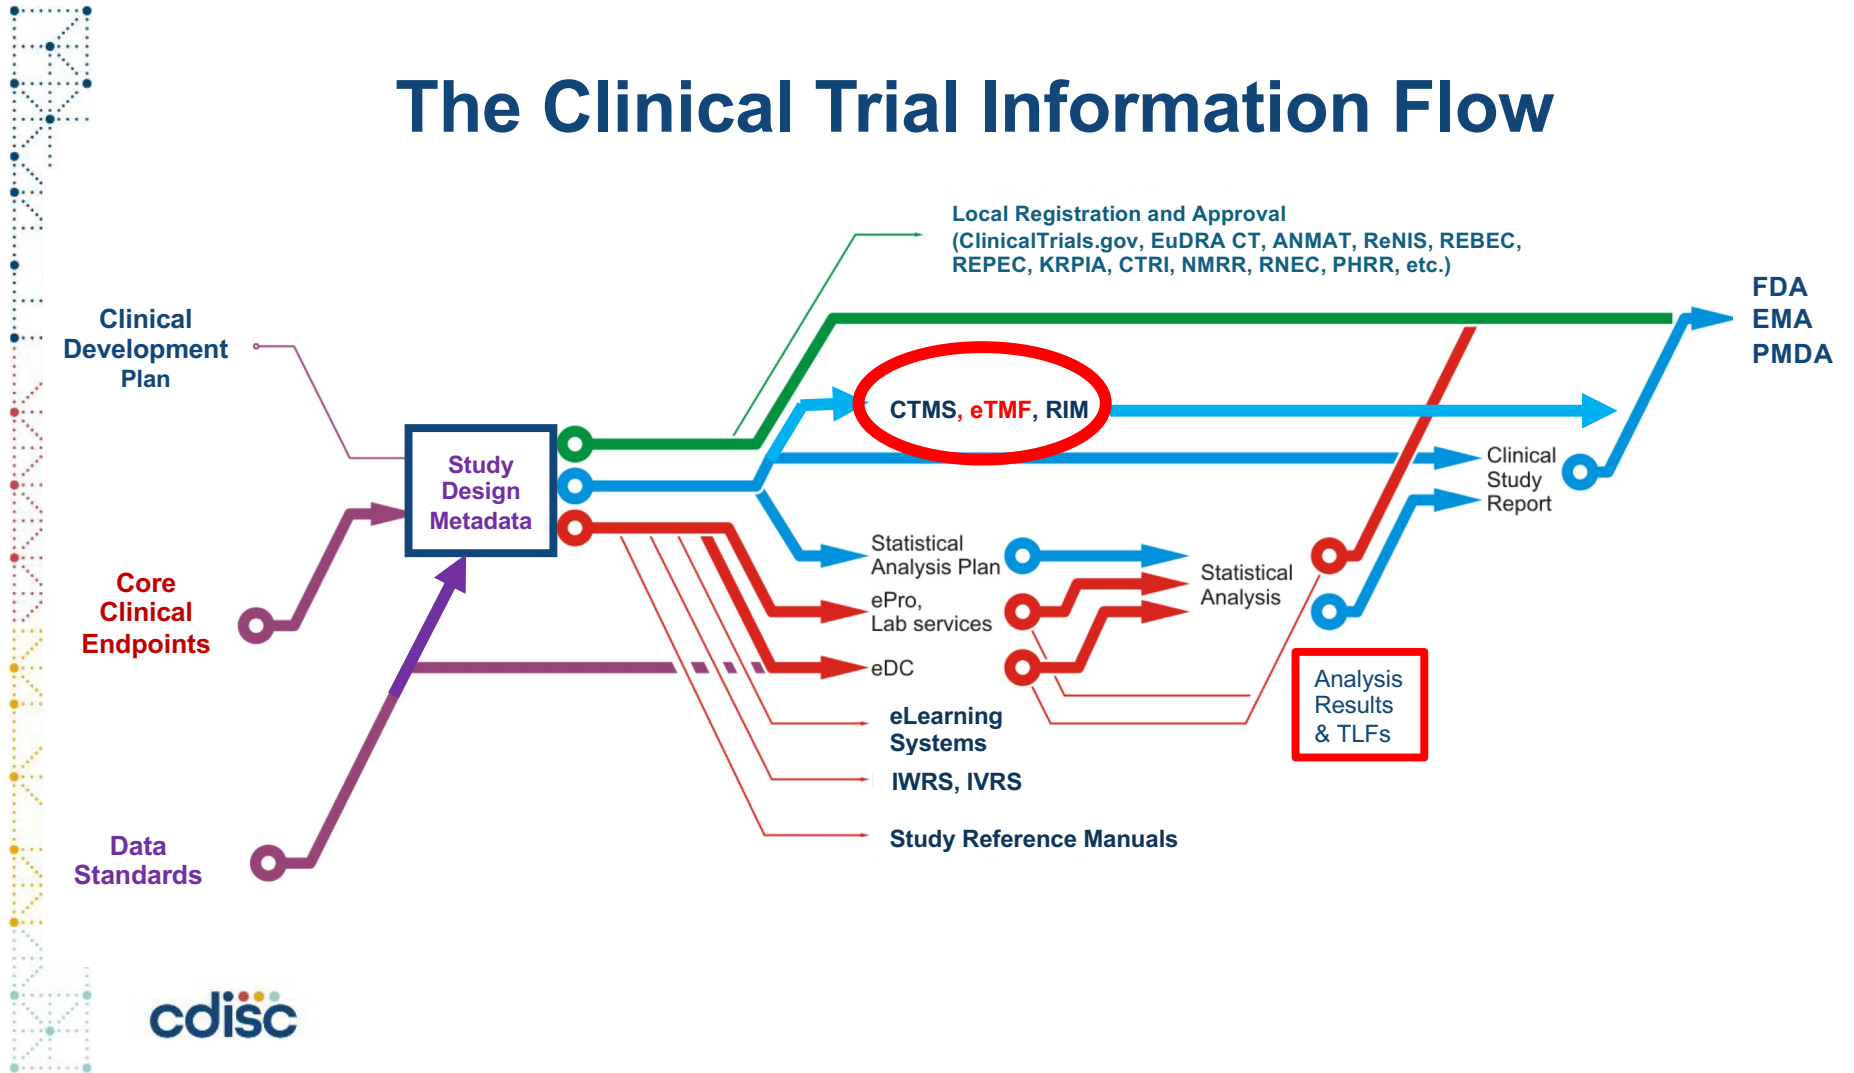 The Clinical Trial Information Flow
Local Registration and Approval
(ClinicalTrials.gov, EuDRA CT, ANMAT, ReNIS, REBEC,
REPEC, KRPIA, CTRI, NMRR, RNEC, PHRR, etc.)
FDA
EMA
PMDA
Clinical
Development
Plan
CTMS, eTMF, RIM
Study
Design
Metadata
Clinical
Study
Report
Statistical
Analysis Plan
Statistical
Analysis
Core
Clinical
Endpoints
ePro,
Lab services
eDC
Analysis
Results
& TLFs
eLearning
Systems
IWRS, IVRS
Study Reference Manuals
Data
Standards
cdisc